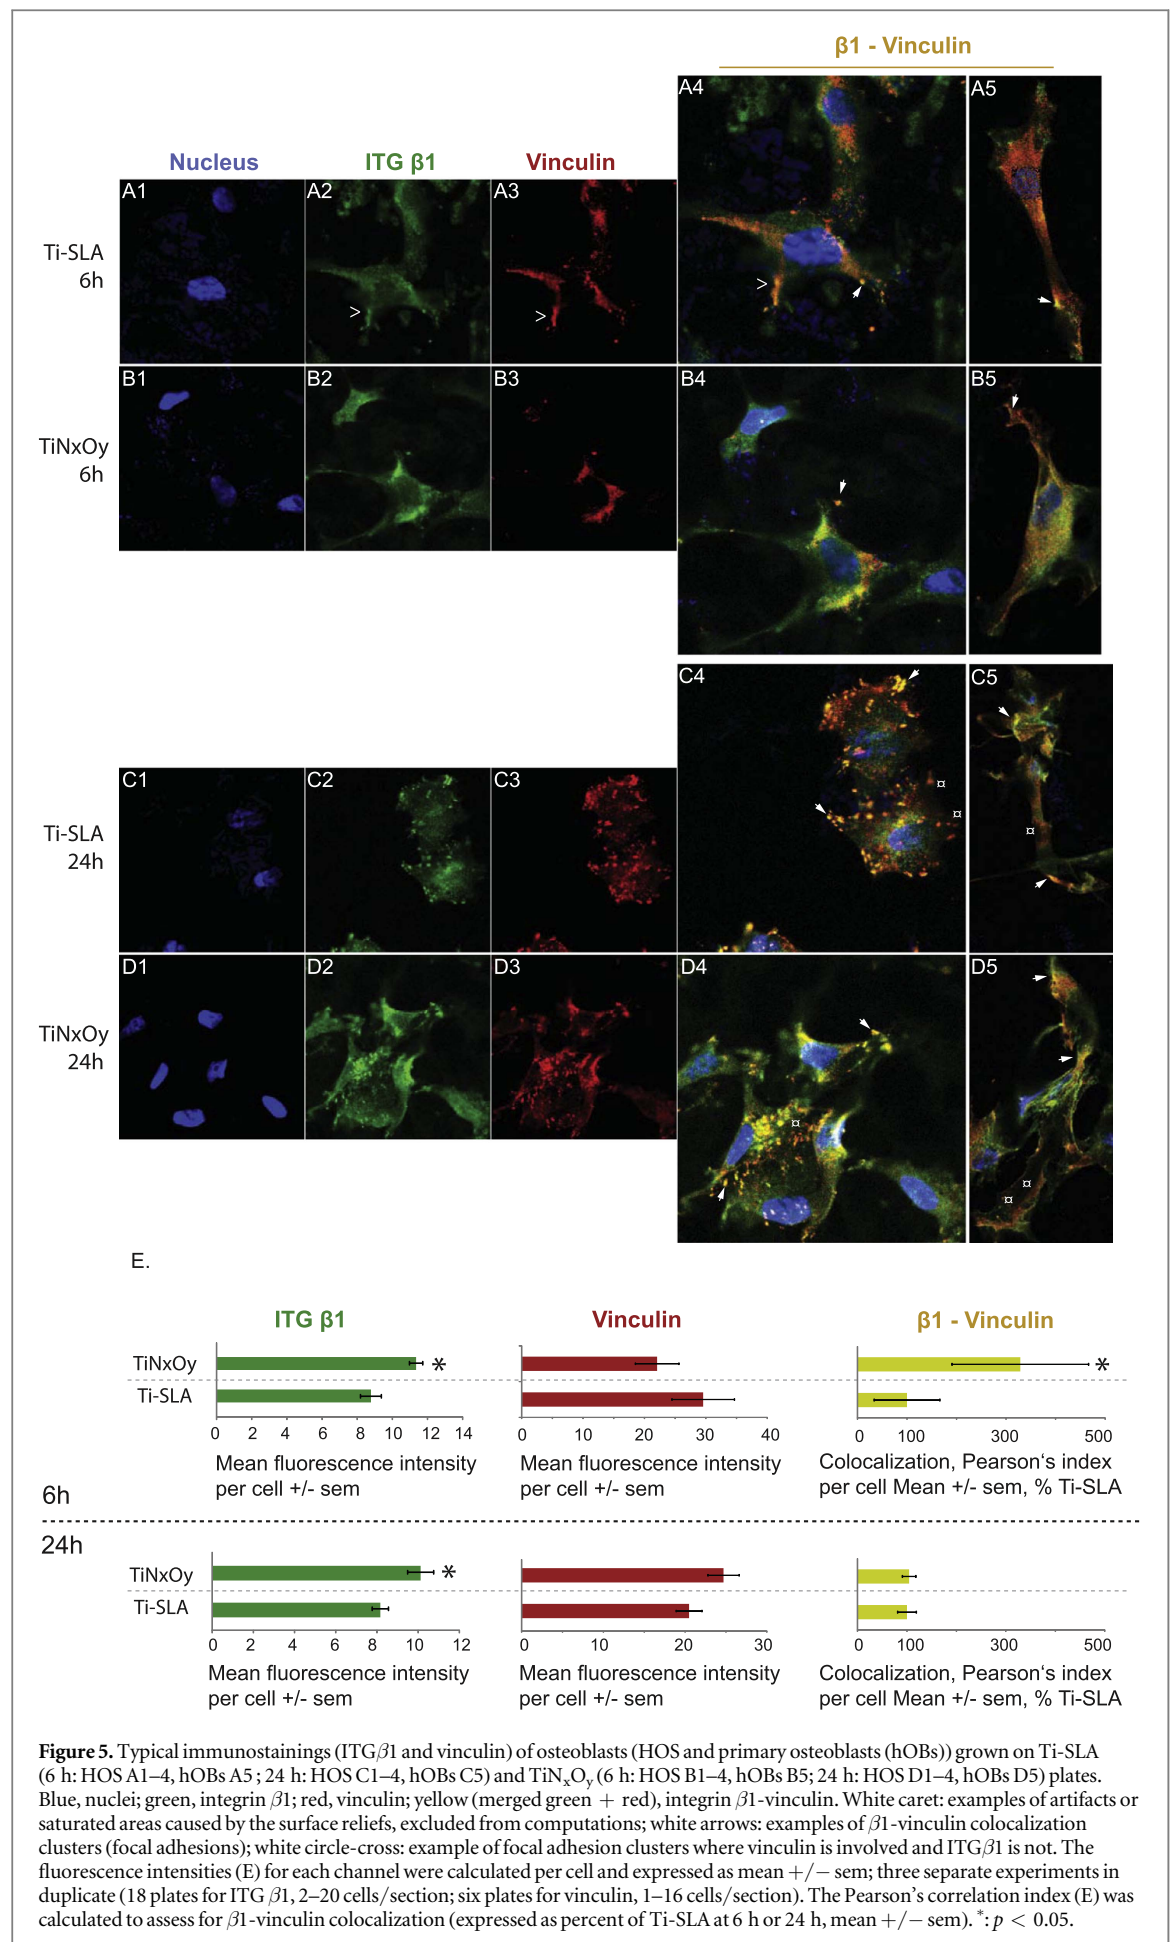 β1 - Vinculin
Nucleus
ITG β1
Vinculin
A4
A5
A1
A2
A3
Ti-SLA
6h
>
>
>
B1
B2
B3
B4
B5
TiNxOy
6h
C4
C5
C1
C2
C3
Ti-SLA
24h
¤
¤
¤
D1
D2
D3
D4
D5
TiNxOy
24h
¤
¤
¤
E.
ITG β1
Vinculin
β1 - Vinculin
TiNxOy
*
*
Ti-SLA
0 2 4 6 8 10 12 14
0 10 20 30 40
0 100 300 500
Mean fluorescence intensity
per cell +/- sem
Mean fluorescence intensity
per cell +/- sem
Colocalization, Pearson‘s index
per cell Mean +/- sem, % Ti-SLA
6h
24h
TiNxOy
*
Ti-SLA
0 2 4 6 8 10 12
0 10 20 30
0 100 300 500
Mean fluorescence intensity
per cell +/- sem
Mean fluorescence intensity
per cell +/- sem
Colocalization, Pearson‘s index
per cell Mean +/- sem, % Ti-SLA
Figure 5. Typical immunostainings (ITGβ1 and vinculin) of osteoblasts (HOS and primary osteoblasts (hOBs)) grown on Ti-SLA
(6 h: HOS A1–4, hOBs A5 ; 24 h: HOS C1–4, hOBs C5) and TiNxOy (6 h: HOS B1–4, hOBs B5; 24 h: HOS D1–4, hOBs D5) plates.
Blue, nuclei; green, integrin β1; red, vinculin; yellow (merged green + red), integrin β1-vinculin. White caret: examples of artifacts or
saturated areas caused by the surface reliefs, excluded from computations; white arrows: examples of β1-vinculin colocalization
clusters (focal adhesions); white circle-cross: example of focal adhesion clusters where vinculin is involved and ITGβ1 is not. The
fluorescence intensities (E) for each channel were calculated per cell and expressed as mean +/− sem; three separate experiments in
duplicate (18 plates for ITG β1, 2–20 cells/section; six plates for vinculin, 1–16 cells/section). The Pearson’s correlation index (E) was
calculated to assess for β1-vinculin colocalization (expressed as percent of Ti-SLA at 6 h or 24 h, mean +/− sem). *: p < 0.05.